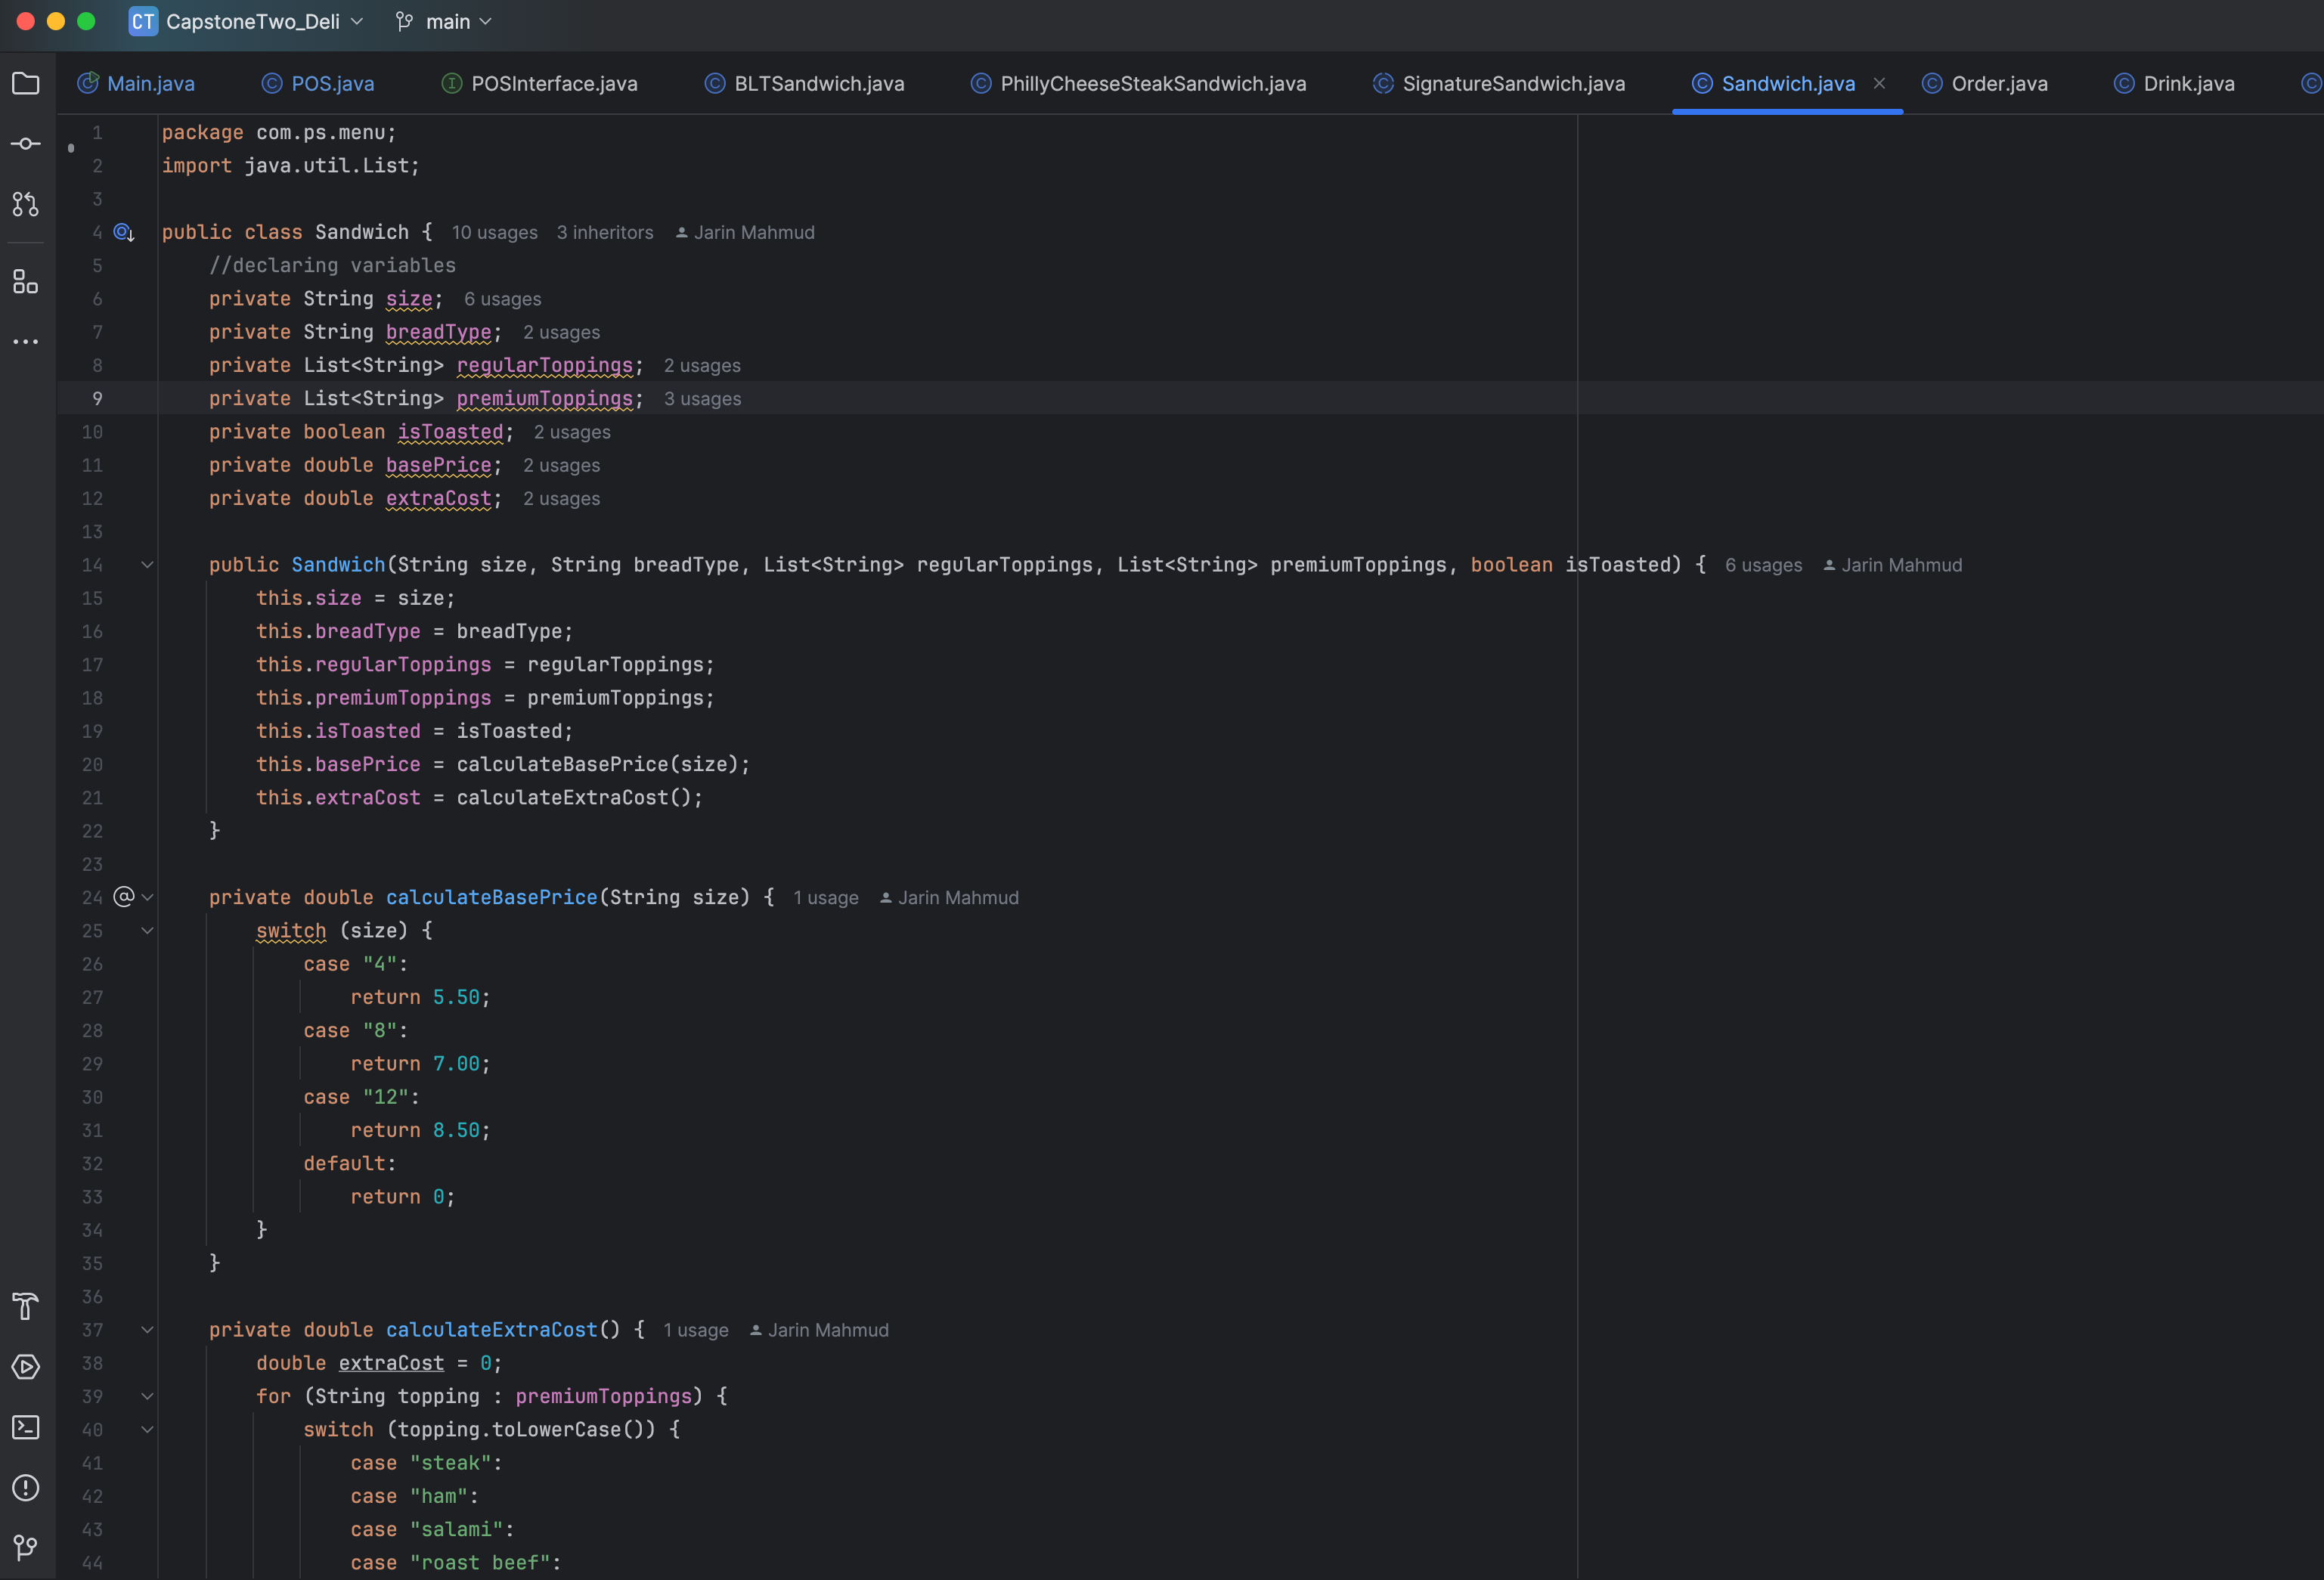 CT CapstoneTwo_Deli main
Main.java POS.java POSInterface.java BLTSandwich.java PhillyCheeseSteakSandwich.java SignatureSandwich.java Sandwich.java Order.java Drink.java
1 package com.ps.menu;
2 import java.util.List;
3
4 public class Sandwich { 10 usages 3 inheritors Jarin Mahmud
5 //declaring variables
6 private String size; 6 usages
7 private String breadType; 2 usages
8 private List<String> regularToppings; 2 usages
9 private List<String> premiumToppings; 3 usages
10 private boolean isToasted; 2 usages
11 private double basePrice; 2 usages
12 private double extraCost; 2 usages
13
14 public Sandwich(String size, String breadType, List<String> regularToppings, List<String> premiumToppings, boolean isToasted) { 6 usages Jarin Mahmud
15 this.size = size;
16 this.breadType = breadType;
17 this.regularToppings = regularToppings;
18 this.premiumToppings = premiumToppings;
19 this.isToasted = isToasted;
20 this.basePrice = calculateBasePrice(size);
21 this.extraCost = calculateExtraCost();
22 }
23
24 @ private double calculateBasePrice(String size) { 1 usage Jarin Mahmud
25 switch (size) {
26 case "4":
27 return 5.50;
28 case "8":
29 return 7.00;
30 case "12":
31 return 8.50;
32 default:
33 return 0;
34 }
35 }
36
37 private double calculateExtraCost() { 1 usage Jarin Mahmud
38 double extraCost = 0;
39 for (String topping : premiumToppings) {
40 switch (topping.toLowerCase()) {
41 case "steak":
42 case "ham":
43 case "salami":
44 case "roast beef":